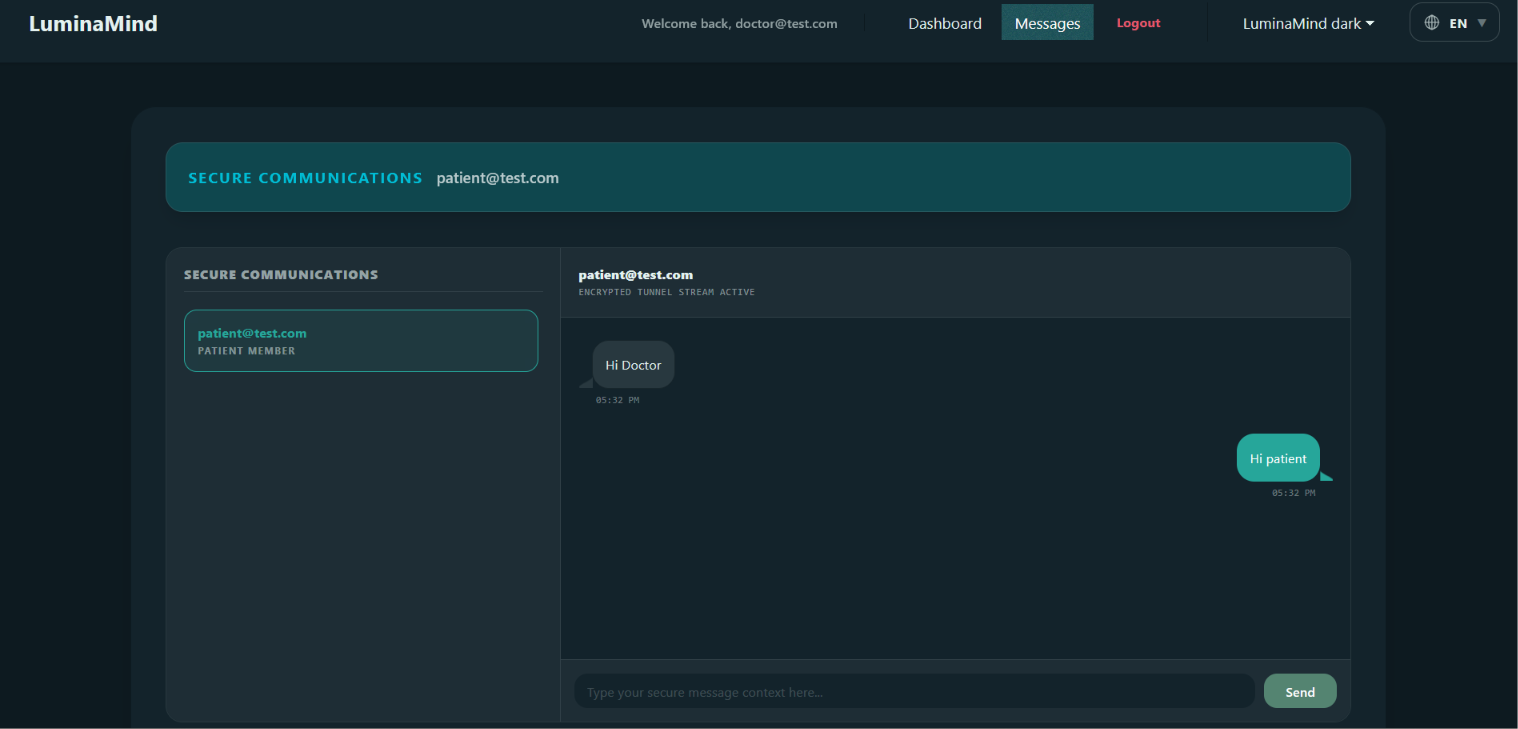 LuminaMind
Welcome back, doctor@test.com
Dashboard
Messages
Logout
LuminaMind dark
EN
SECURE COMMUNICATIONS patient@test.com
SECURE COMMUNICATIONS
patient@test.com
PATIENT MEMBER
patient@test.com
ENCRYPTED TUNNEL STREAM ACTIVE
Hi Doctor
05:32 PM
Hi patient
05:32 PM
Type your secure message context here...
Send